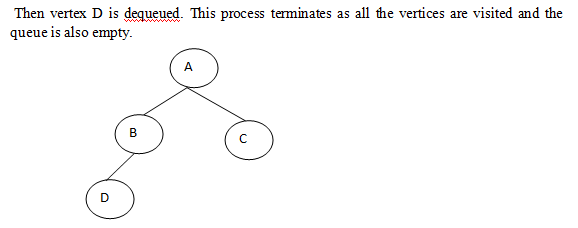 Then vertex D is dequeued. This process terminates as all the vertices are visited and the
queue is also empty.
A
B
C
D